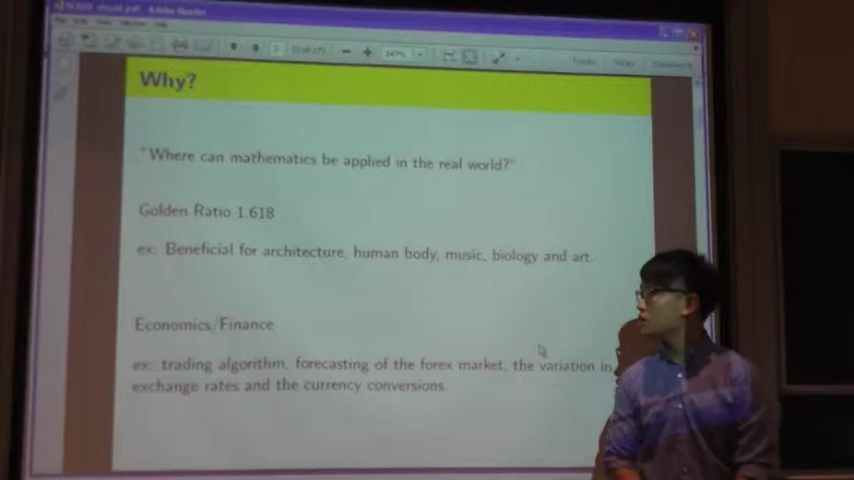 Adobe Reader
Why?
"Where can mathematics be applied in the real world?"
Golden Ratio 1.618
ex: Beneficial for architecture, human body, music, biology and art.
Economics/Finance
ex: trading algorithm, forecasting of the forex market, the variation in
exchange rates and the currency conversions.